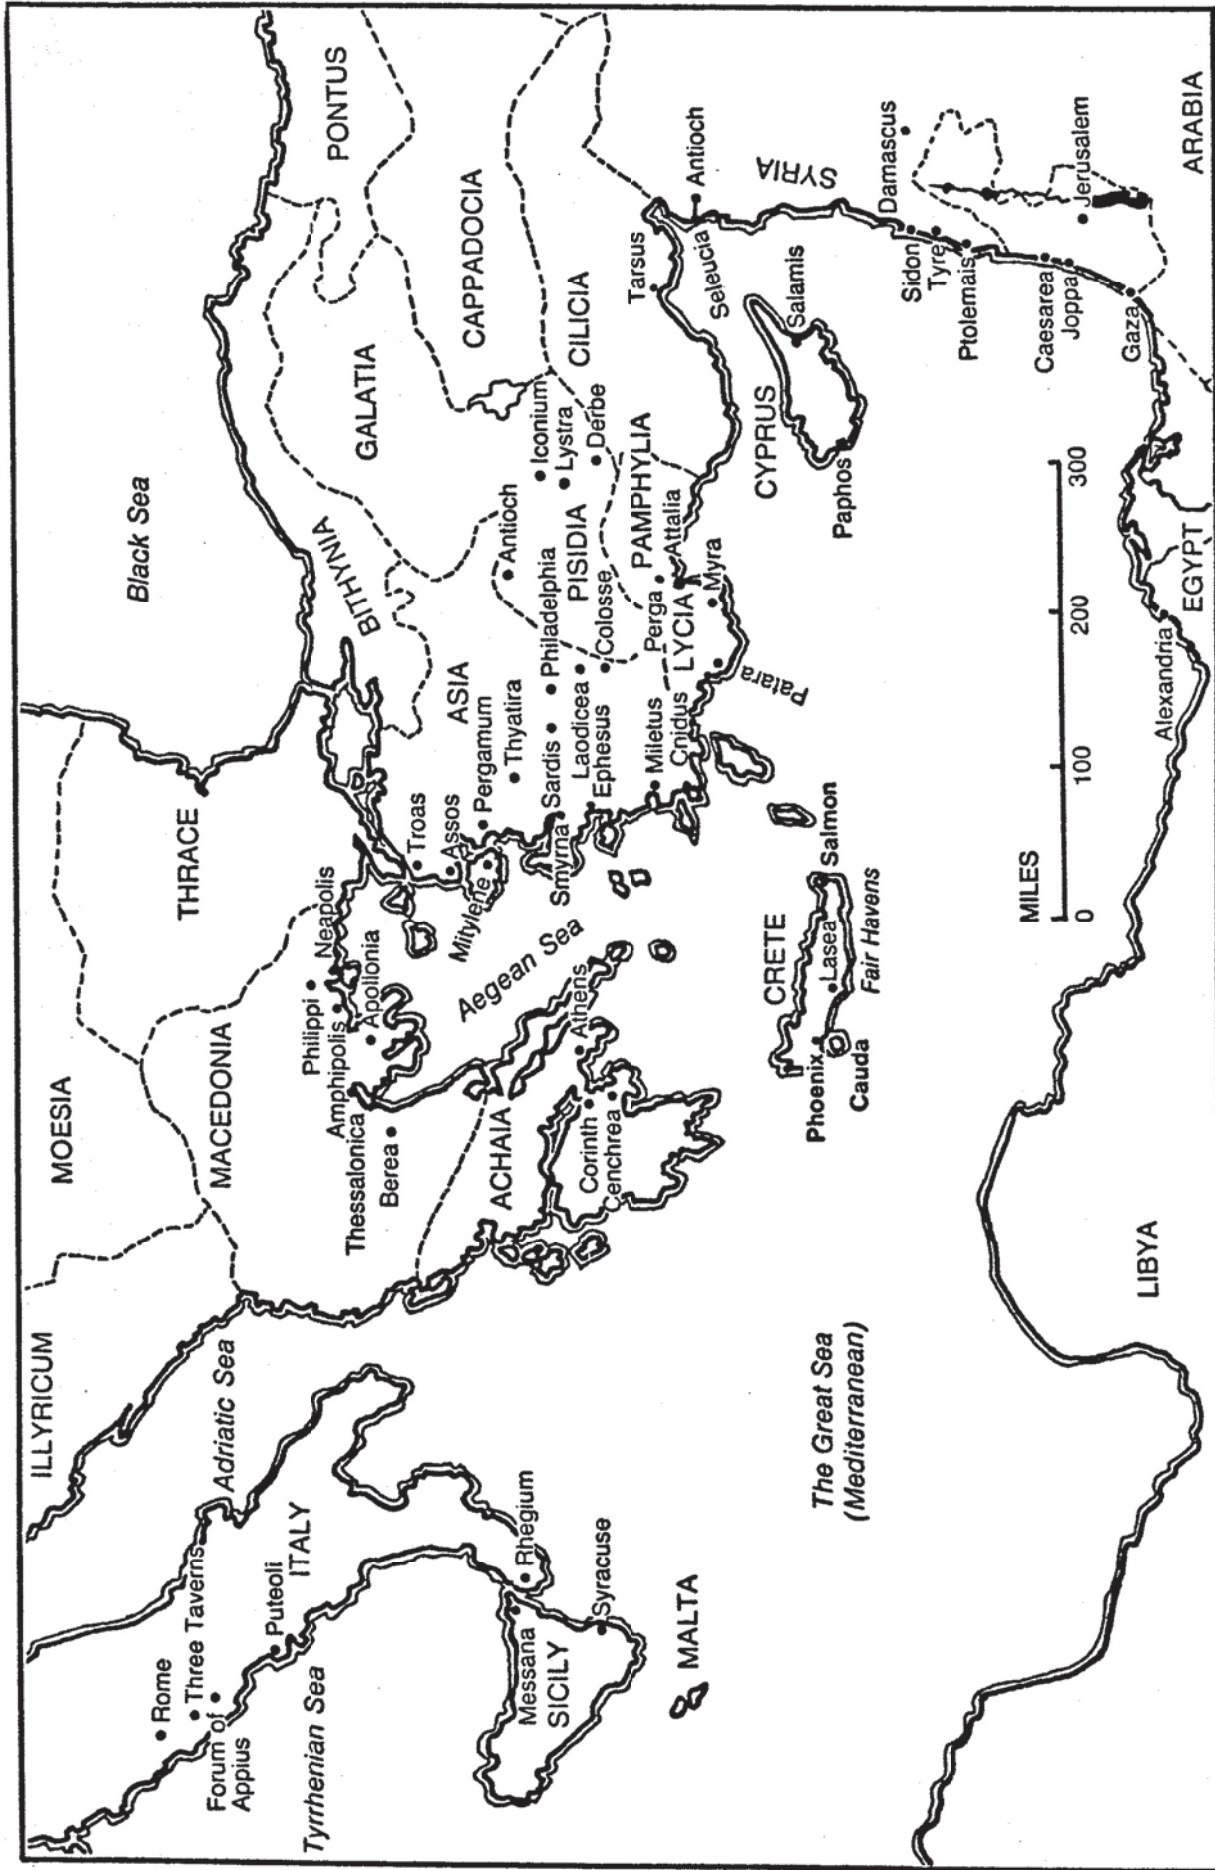 ILLYRICUM
MOESIA
THRACE
Black Sea
PONTUS
MACEDONIA
BITHYNIA
GALATIA
CAPPADOCIA
CILICIA
ASIA
PISIDIA
PAMPHYLIA
LYCIA
Adriatic Sea
Rome
Three Taverns
Forum of
Appius
Puteoli
ITALY
Tyrrhenian Sea
Rhegium
Messana
SICILY
Syracuse
MALTA
Philippi
Neapolis
Amphipolis
Apollonia
Thessalonica
Berea
ACHAIA
Athens
Corinth
Cenchrea
Aegean Sea
Troas
Assos
Mitylene
Pergamum
Thyatira
Sardis
Smyrna
Philadelphia
Laodicea
Ephesus
Colosse
Miletus
Cnidus
Patara
Myra
Perga
Attalia
Antioch
Iconium
Lystra
Derbe
Tarsus
Antioch
Seleucia
SYRIA
CYPRUS
Salamis
Paphos
Damascus
Sidon
Tyre
Ptolemais
Caesarea
Joppa
Jerusalem
Gaza
ARABIA
CRETE
Salmon
Lasea
Fair Havens
Phoenix
Cauda
The Great Sea
(Mediterranean)
MILES
0 100 200 300
LIBYA
Alexandria
EGYPT